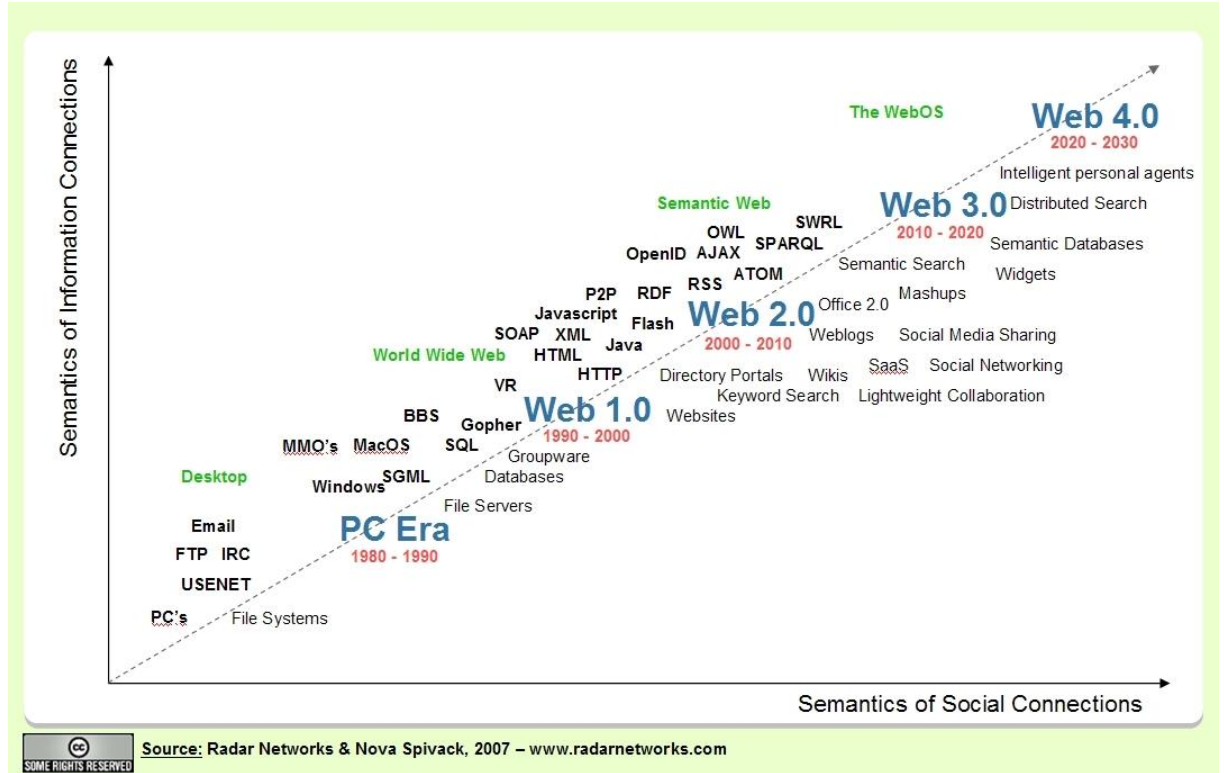 Semantics of Information Connections
The WebOS
Web 4.0
2020 - 2030
Intelligent personal agents
Semantic Web
Web 3.0
Distributed Search
2010 - 2020
SWRL
OWL
SPARQL
Semantic Databases
OpenID
AJAX
Semantic Search
Widgets
ATOM
RSS
P2P
RDF
Mashups
Office 2.0
Javascript
Web 2.0
Flash
2000 - 2010
Weblogs
Social Media Sharing
SOAP
XML
Java
World Wide Web
HTML
SaaS
Social Networking
HTTP
Directory Portals
Wikis
VR
Keyword Search
Lightweight Collaboration
Web 1.0
Websites
1990 - 2000
BBS
Gopher
MMO's
MacOS
SQL
Groupware
Desktop
Windows
SGML
Databases
File Servers
Email
PC Era
1980 - 1990
FTP
IRC
USENET
PC's
File Systems
Semantics of Social Connections
cc
SOME RIGHTS RESERVED
Source: Radar Networks & Nova Spivack, 2007 – www.radarnetworks.com